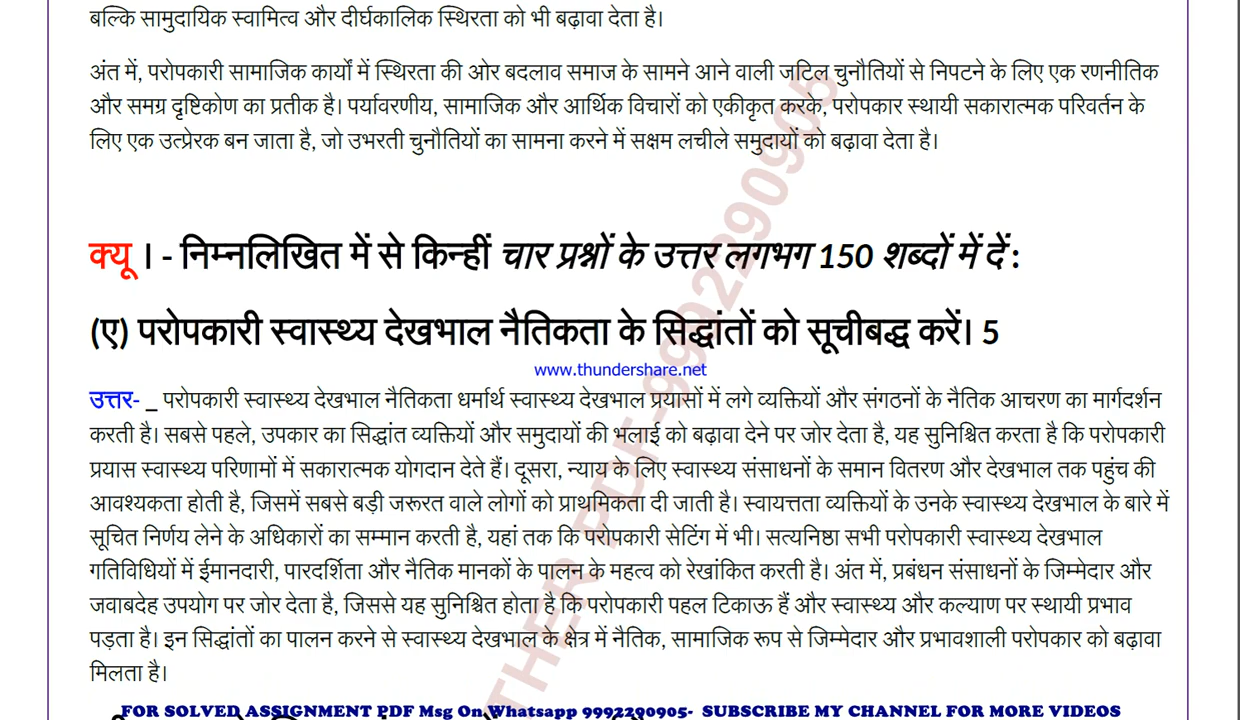 बल्कि सामुदायिक स्वामित्व और दीर्घकालिक स्थिरता को भी बढ़ावा देता है।
अंत में, परोपकारी सामाजिक कार्यों में स्थिरता की ओर बदलाव समाज के सामने आने वाली जटिल चुनौतियों से निपटने के लिए एक रणनीतिक
और समग्र दृष्टिकोण का प्रतीक है। पर्यावरणीय, सामाजिक और आर्थिक विचारों को एकीकृत करके, परोपकार स्थायी सकारात्मक परिवर्तन के
लिए एक उत्प्रेरक बन जाता है, जो उभरती चुनौतियों का सामना करने में सक्षम लचीले समुदायों को बढ़ावा देता है।
क्यू । - निम्नलिखित में से किन्हीं चार प्रश्नों के उत्तर लगभग 150 शब्दों में दें :
(ए) परोपकारी स्वास्थ्य देखभाल नैतिकता के सिद्धांतों को सूचीबद्ध करें। 5
www.thundershare.net
उत्तर- _ परोपकारी स्वास्थ्य देखभाल नैतिकता धर्मार्थ स्वास्थ्य देखभाल प्रयासों में लगे व्यक्तियों और संगठनों के नैतिक आचरण का मार्गदर्शन
करती है। सबसे पहले, उपकार का सिद्धांत व्यक्तियों और समुदायों की भलाई को बढ़ावा देने पर जोर देता है, यह सुनिश्चित करता है कि परोपकारी
प्रयास स्वास्थ्य परिणामों में सकारात्मक योगदान देते हैं। दूसरा, न्याय के लिए स्वास्थ्य संसाधनों के समान वितरण और देखभाल तक पहुंच की
आवश्यकता होती है, जिसमें सबसे बड़ी जरूरत वाले लोगों को प्राथमिकता दी जाती है। स्वायत्तता व्यक्तियों के उनके स्वास्थ्य देखभाल के बारे में
सूचित निर्णय लेने के अधिकारों का सम्मान करती है, यहां तक कि परोपकारी सेटिंग में भी। सत्यनिष्ठा सभी परोपकारी स्वास्थ्य देखभाल
गतिविधियों में ईमानदारी, पारदर्शिता और नैतिक मानकों के पालन के महत्व को रेखांकित करती है। अंत में, प्रबंधन संसाधनों के जिम्मेदार और
जवाबदेह उपयोग पर जोर देता है, जिससे यह सुनिश्चित होता है कि परोपकारी पहल टिकाऊ हैं और स्वास्थ्य और कल्याण पर स्थायी प्रभाव
पड़ता है। इन सिद्धांतों का पालन करने से स्वास्थ्य देखभाल के क्षेत्र में नैतिक, सामाजिक रूप से जिम्मेदार और प्रभावशाली परोपकार को बढ़ावा
मिलता है।
THER PDF-9992290905
FOR SOLVED ASSIGNMENT PDF Msg On Whatsapp 9992290905- SUBSCRIBE MY CHANNEL FOR MORE VIDEOS